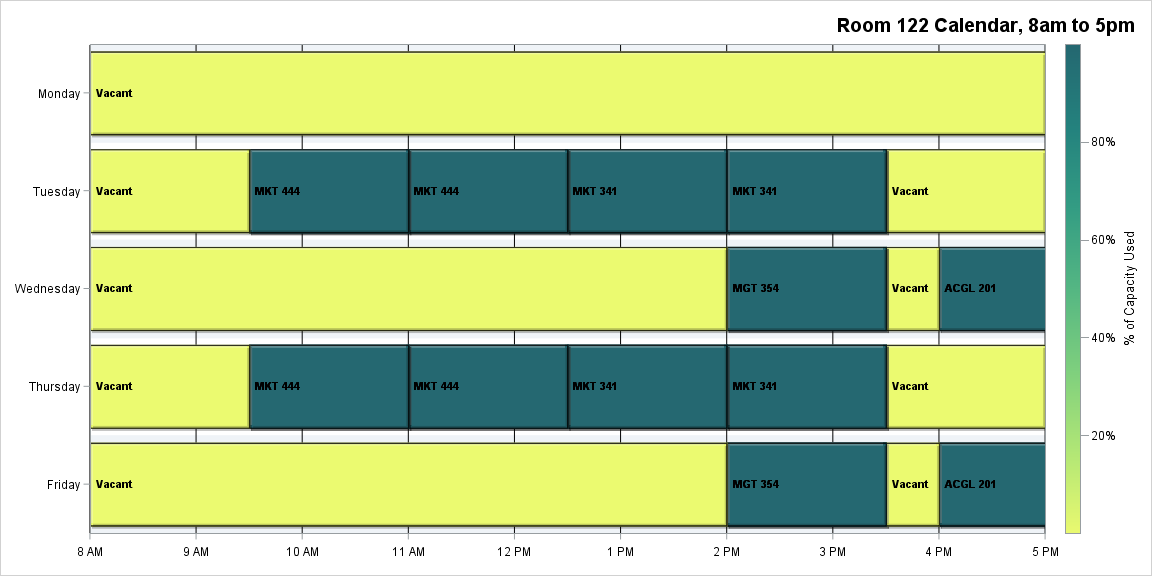 Room 122 Calendar, 8am to 5pm
Monday
Vacant
Tuesday
Vacant
MKT 444
MKT 444
MKT 341
MKT 341
Vacant
Wednesday
Vacant
MGT 354
Vacant
ACGL 201
Thursday
Vacant
MKT 444
MKT 444
MKT 341
MKT 341
Vacant
Friday
Vacant
MGT 354
Vacant
ACGL 201
8 AM
9 AM
10 AM
11 AM
12 PM
1 PM
2 PM
3 PM
4 PM
5 PM
80%
60%
40%
20%
% of Capacity Used